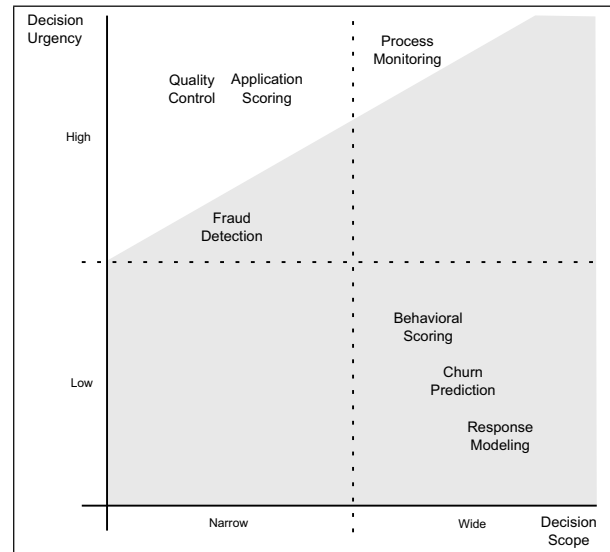 Decision
Urgency
Process
Monitoring
Quality
Control
Application
Scoring
High
Fraud
Detection
Behavioral
Scoring
Churn
Prediction
Low
Response
Modeling
Narrow
Wide
Decision
Scope